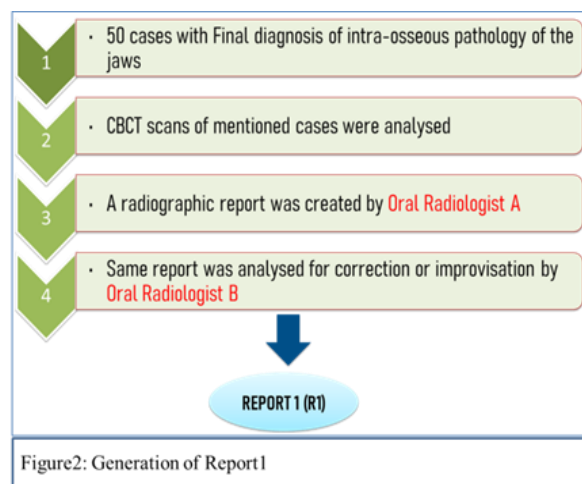 1
• 50 cases with Final diagnosis of intra-osseous pathology of the
jaws
2
• CBCT scans of mentioned cases were analysed
3
• A radiographic report was created by Oral Radiologist A
4
• Same report was analysed for correction or improvisation by
Oral Radiologist B
REPORT 1 (R1)
Figure2: Generation of Report1